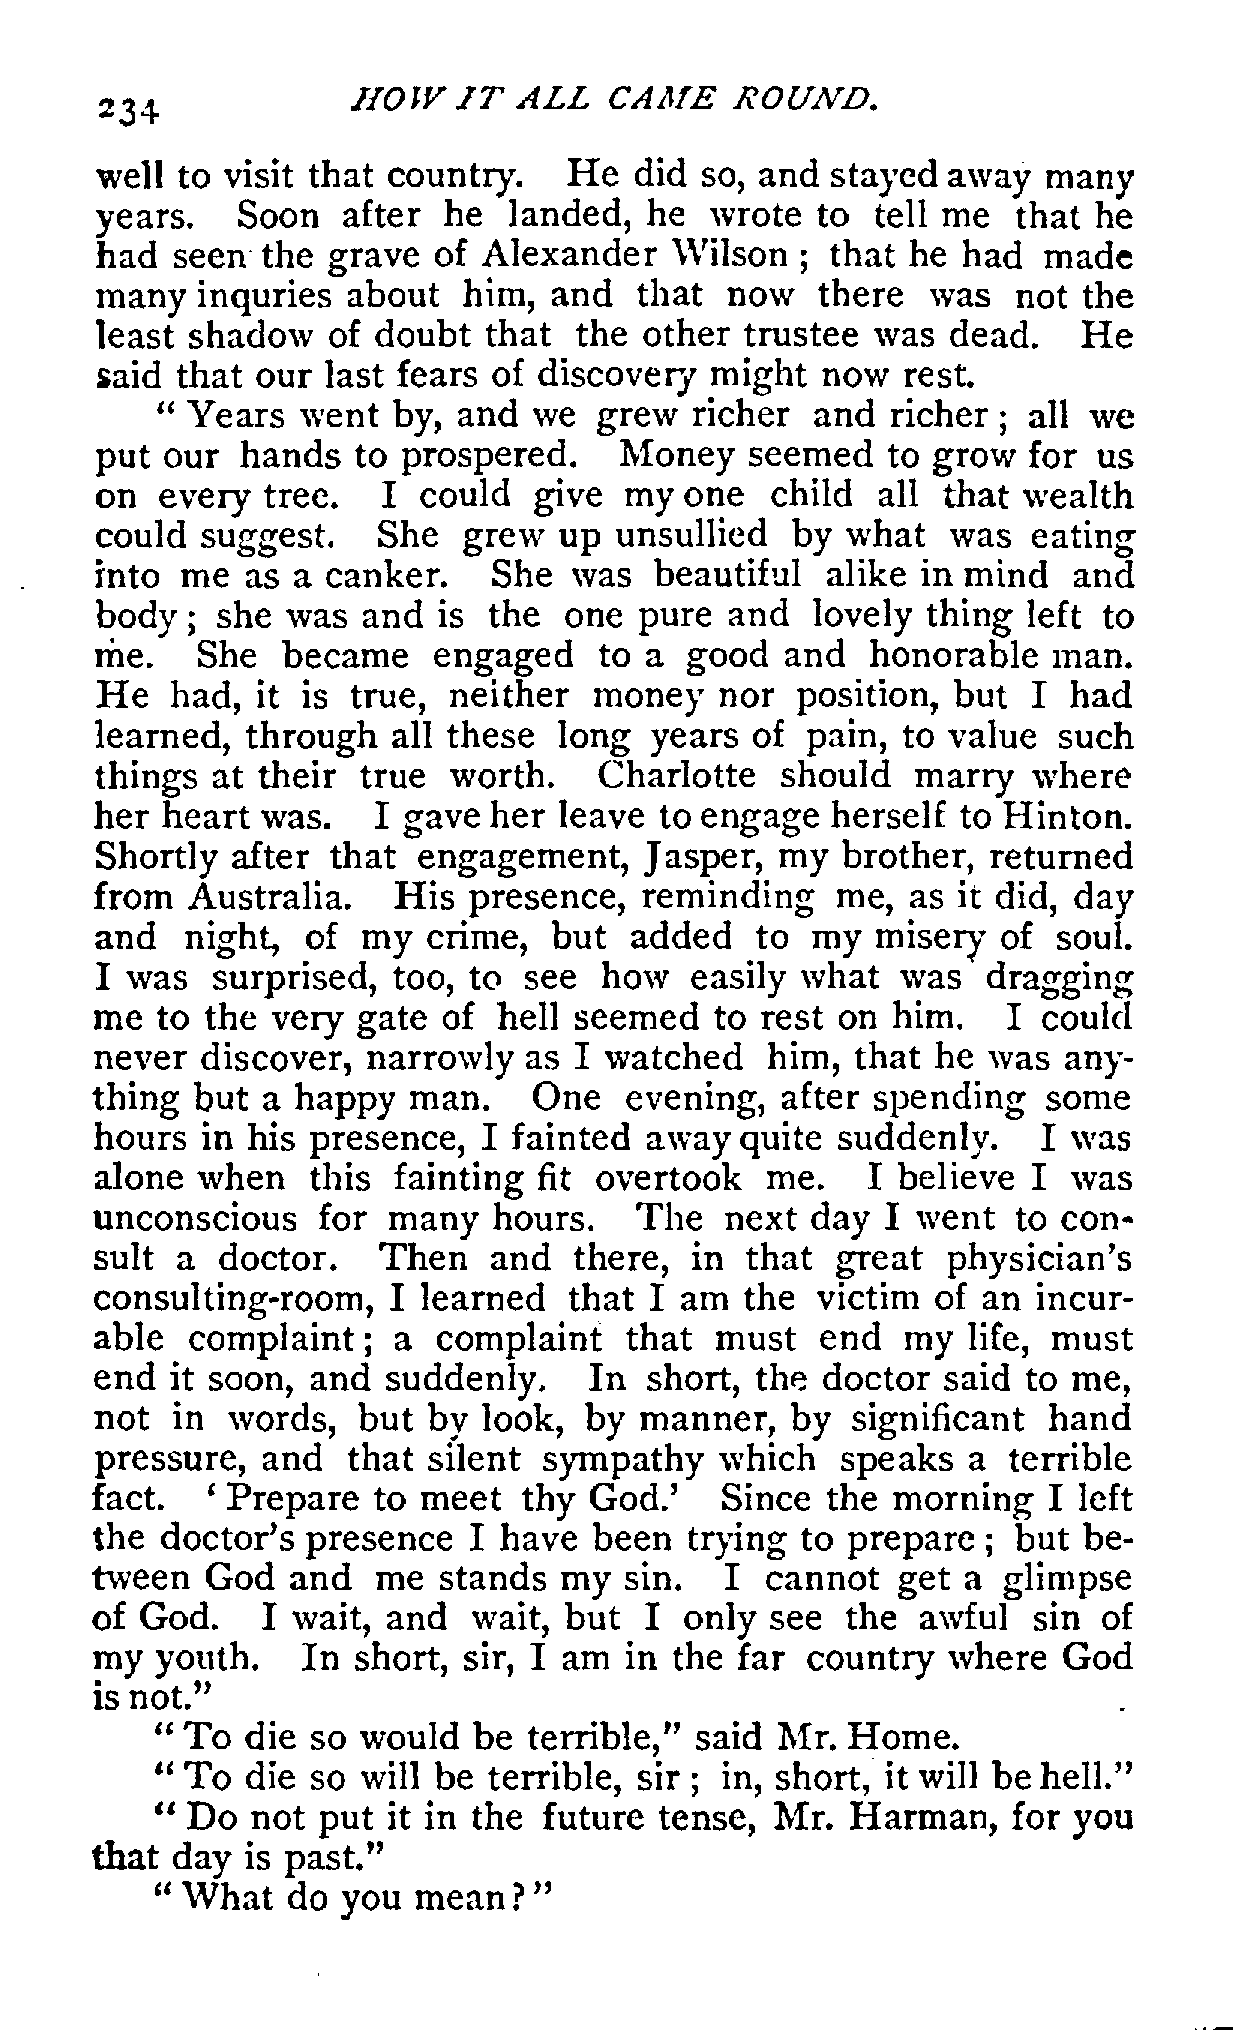 234 HOW IT ALL CAME ROUND.
well to visit that country. He did so, and stayed away many
years. Soon after he landed, he wrote to tell me that he
had seen the grave of Alexander Wilson ; that he had made
many inquries about him, and that now there was not the
least shadow of doubt that the other trustee was dead. He
said that our last fears of discovery might now rest.
" Years went by, and we grew richer and richer ; all we
put our hands to prospered. Money seemed to grow for us
on every tree. I could give my one child all that wealth
could suggest. She grew up unsullied by what was eating
into me as a canker. She was beautiful alike in mind and
body ; she was and is the one pure and lovely thing left to
me. She became engaged to a good and honorable man.
He had, it is true, neither money nor position, but I had
learned, through all these long years of pain, to value such
things at their true worth. Charlotte should marry where
her heart was. I gave her leave to engage herself to Hinton.
Shortly after that engagement, Jasper, my brother, returned
from Australia. His presence, reminding me, as it did, day
and night, of my crime, but added to my misery of soul.
I was surprised, too, to see how easily what was dragging
me to the very gate of hell seemed to rest on him. I could
never discover, narrowly as I watched him, that he was any-
thing but a happy man. One evening, after spending some
hours in his presence, I fainted away quite suddenly. I was
alone when this fainting fit overtook me. I believe I was
unconscious for many hours. The next day I went to con-
sult a doctor. Then and there, in that great physician's
consulting-room, I learned that I am the victim of an incur-
able complaint ; a complaint that must end my life, must
end it soon, and suddenly. In short, the doctor said to me,
not in words, but by look, by manner, by significant hand
pressure, and that silent sympathy which speaks a terrible
fact. ' Prepare to meet thy God.' Since the morning I left
the doctor's presence I have been trying to prepare ; but be-
tween God and me stands my sin. I cannot get a glimpse
of God. I wait, and wait, but I only see the awful sin of
my youth. In short, sir, I am in the far country where God
is not."
" To die so would be terrible," said Mr. Home.
" To die so will be terrible, sir ; in, short, it will be hell."
" Do not put it in the future tense, Mr. Harman, for you
that day is past."
" What do you mean ? "